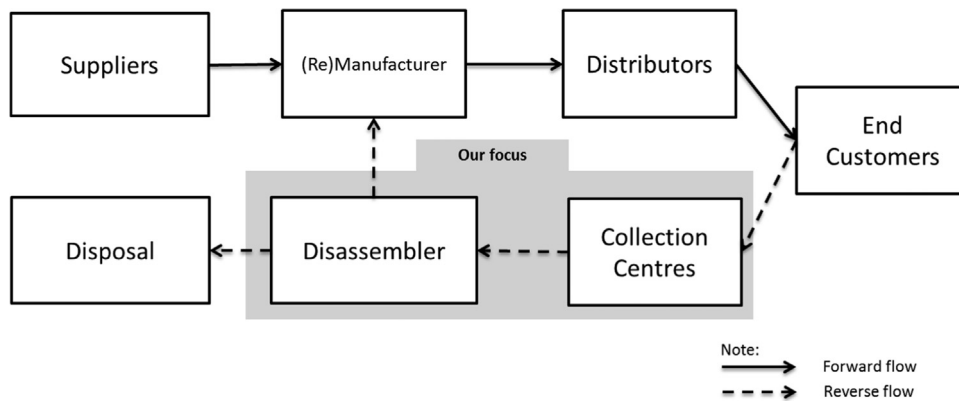 Suppliers
(Re)Manufacturer
Distributors
End
Customers
Our focus
Disposal
Disassembler
Collection
Centres
Note:
Forward flow
Reverse flow